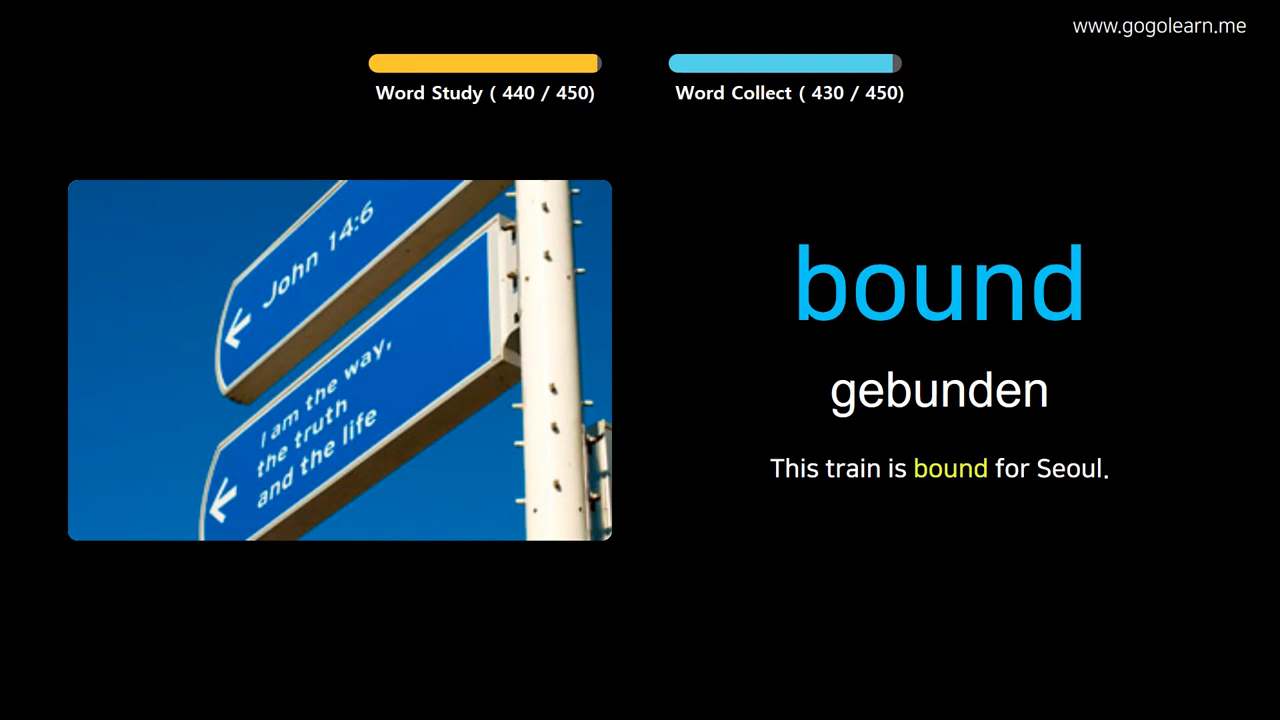 www.gogolearn.me
Word Study ( 440 / 450)
Word Collect ( 430 / 450)
John 14:6
I am the way,
the truth
and the life
bound
gebunden
This train is bound for Seoul.